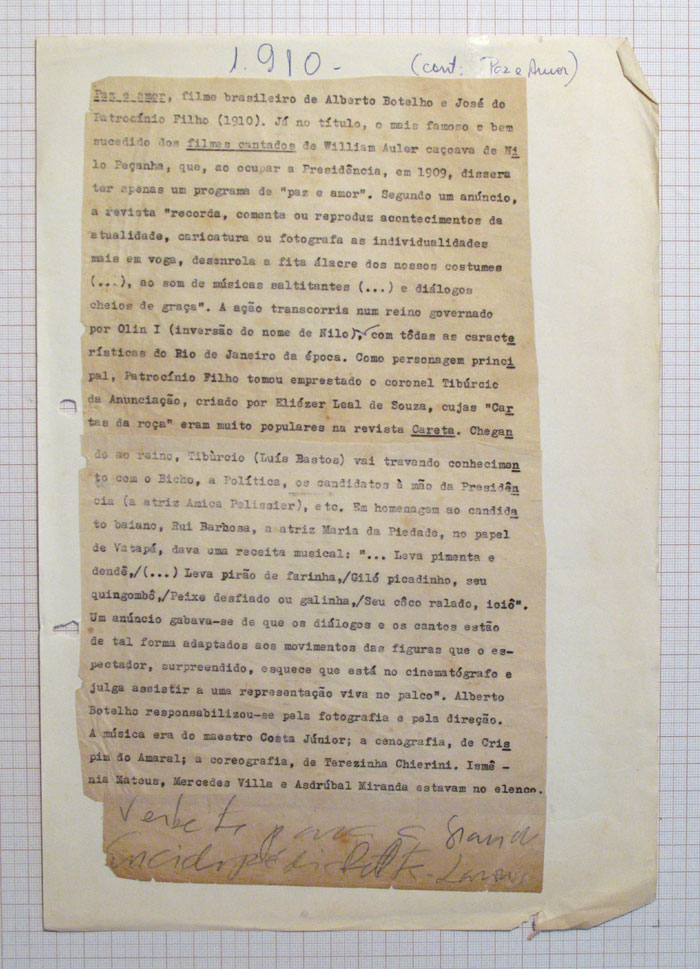 1.910-
(cont. Paz e Amor)
Paz e amor, filme brasileiro de Alberto Botelho e José do
Patrocínio Filho (1910). Já no título, o mais famoso e bem
sucedido dos filmes cantados de William Auler caçoava de Ni
lo Peçanha, que, ao ocupar a Presidência, em 1909, dissera
ter apenas um programa de "paz e amor". Segundo um anúncio,
a revista "recorda, comenta ou reproduz acontecimentos da
atualidade, caricatura ou fotografa as individualidades
mais em voga, desenrola a fita álacre dos nossos costumes
(...), ao som de músicas saltitantes (...) e diálogos
cheios de graça". A ação transcorria num reino governado
por Olin I (inversão do nome de Nilo), com tôdas as caracte
rísticas do Rio de Janeiro da época. Como personagem princi
pal, Patrocínio Filho tomou emprestado o coronel Tibúrcio
da Anunciação, criado por Eliézer Leal de Souza, cujas "Car
tas da roça" eram muito populares na revista Careta. Chegan
do ao reino, Tibùrcio (Luís Bastos) vai travando conhecimen
to com o Bicho, a Política, os candidatos à mão da Presidên
cia (a atriz Amica Pelissier), etc. Em homenagem ao candida
to baiano, Rui Barbosa, a atriz Maria da Piedade, no papel
de Vatapá, dava uma receita musical: "... Leva pimenta e
dendê,/(...) Leva pirão de farinha,/Giló picadinho, seu
quingombô,/Peixe desfiado ou galinha,/Seu côco ralado, ioiô".
Um anúncio gabava-se de que os diálogos e os cantos estão
de tal forma adaptados aos movimentos das figuras que o es-
pectador, surpreendido, esquece que está no cinematógrafo e
julga assistir a uma representação viva no palco". Alberto
Botelho responsabilizou-se pela fotografia e pela direção.
A música era do maestro Costa Júnior; a cenografia, de Cris
pim do Amaral; a coreografia, de Terezinha Chierini. Ismê -
nia Mateus, Mercedes Villa e Asdrúbal Miranda estavam no elenco.
Verbete para a Grand